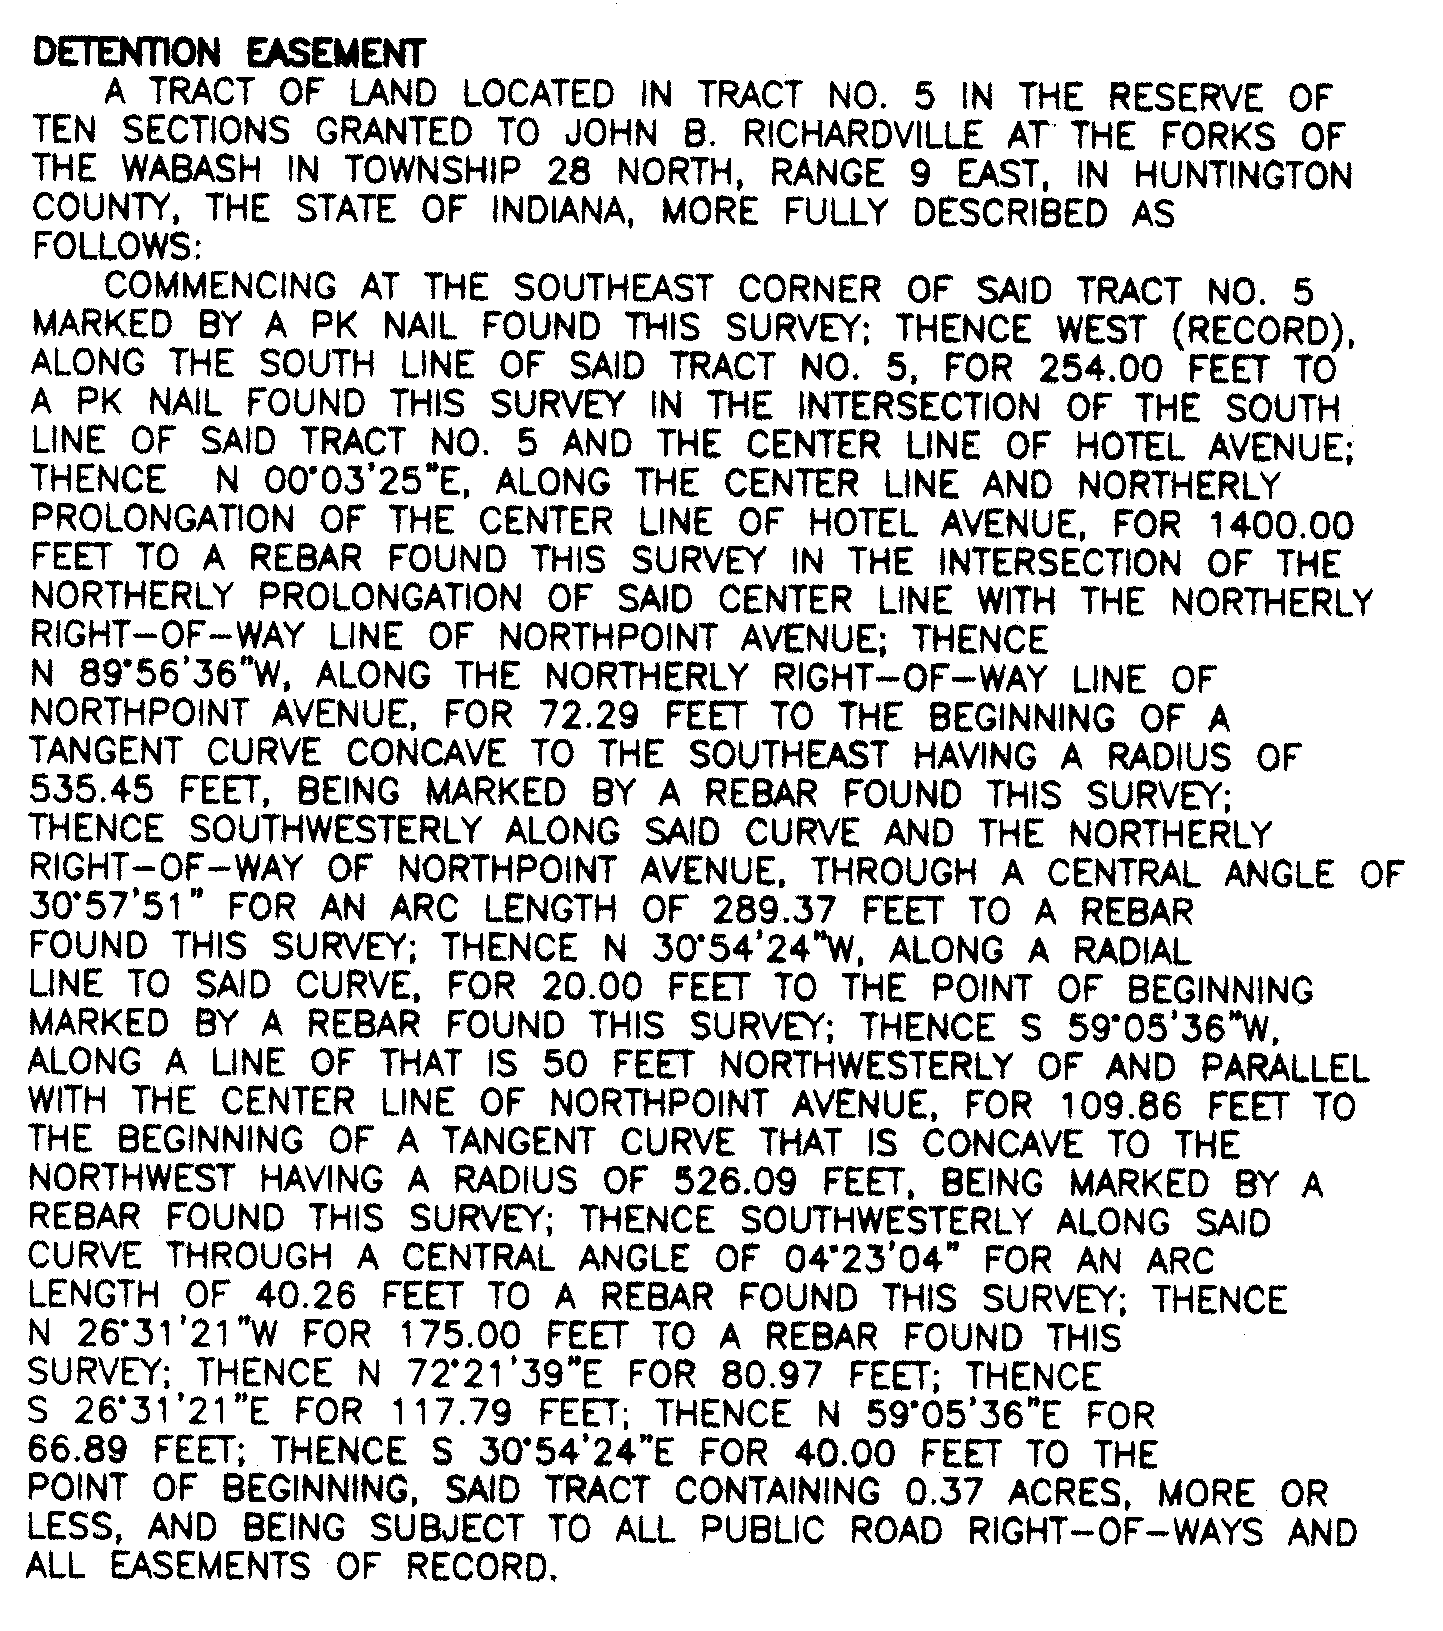 DETENTION EASEMENT
A TRACT OF LAND LOCATED IN TRACT NO. 5 IN THE RESERVE OF
TEN SECTIONS GRANTED TO JOHN B. RICHARDVILLE AT THE FORKS OF
THE WABASH IN TOWNSHIP 28 NORTH, RANGE 9 EAST, IN HUNTINGTON
COUNTY, THE STATE OF INDIANA, MORE FULLY DESCRIBED AS
FOLLOWS:
COMMENCING AT THE SOUTHEAST CORNER OF SAID TRACT NO. 5
MARKED BY A PK NAIL FOUND THIS SURVEY; THENCE WEST (RECORD),
ALONG THE SOUTH LINE OF SAID TRACT NO. 5, FOR 254.00 FEET TO
A PK NAIL FOUND THIS SURVEY IN THE INTERSECTION OF THE SOUTH
LINE OF SAID TRACT NO. 5 AND THE CENTER LINE OF HOTEL AVENUE;
THENCE N 00°03'25"E, ALONG THE CENTER LINE AND NORTHERLY
PROLONGATION OF THE CENTER LINE OF HOTEL AVENUE, FOR 1400.00
FEET TO A REBAR FOUND THIS SURVEY IN THE INTERSECTION OF THE
NORTHERLY PROLONGATION OF SAID CENTER LINE WITH THE NORTHERLY
RIGHT-OF-WAY LINE OF NORTHPOINT AVENUE; THENCE
N 89°56'36"W, ALONG THE NORTHERLY RIGHT-OF-WAY LINE OF
NORTHPOINT AVENUE, FOR 72.29 FEET TO THE BEGINNING OF A
TANGENT CURVE CONCAVE TO THE SOUTHEAST HAVING A RADIUS OF
535.45 FEET, BEING MARKED BY A REBAR FOUND THIS SURVEY;
THENCE SOUTHWESTERLY ALONG SAID CURVE AND THE NORTHERLY
RIGHT-OF-WAY OF NORTHPOINT AVENUE, THROUGH A CENTRAL ANGLE OF
30°57'51" FOR AN ARC LENGTH OF 289.37 FEET TO A REBAR
FOUND THIS SURVEY; THENCE N 30°54'24"W, ALONG A RADIAL
LINE TO SAID CURVE, FOR 20.00 FEET TO THE POINT OF BEGINNING
MARKED BY A REBAR FOUND THIS SURVEY; THENCE S 59°05'36"W,
ALONG A LINE OF THAT IS 50 FEET NORTHWESTERLY OF AND PARALLEL
WITH THE CENTER LINE OF NORTHPOINT AVENUE, FOR 109.86 FEET TO
THE BEGINNING OF A TANGENT CURVE THAT IS CONCAVE TO THE
NORTHWEST HAVING A RADIUS OF 526.09 FEET, BEING MARKED BY A
REBAR FOUND THIS SURVEY; THENCE SOUTHWESTERLY ALONG SAID
CURVE THROUGH A CENTRAL ANGLE OF 04°23'04" FOR AN ARC
LENGTH OF 40.26 FEET TO A REBAR FOUND THIS SURVEY; THENCE
N 26°31'21"W FOR 175.00 FEET TO A REBAR FOUND THIS
SURVEY; THENCE N 72°21'39"E FOR 80.97 FEET; THENCE
S 26°31'21"E FOR 117.79 FEET; THENCE N 59°05'36"E FOR
66.89 FEET; THENCE S 30°54'24"E FOR 40.00 FEET TO THE
POINT OF BEGINNING, SAID TRACT CONTAINING 0.37 ACRES, MORE OR
LESS, AND BEING SUBJECT TO ALL PUBLIC ROAD RIGHT-OF-WAYS AND
ALL EASEMENTS OF RECORD.